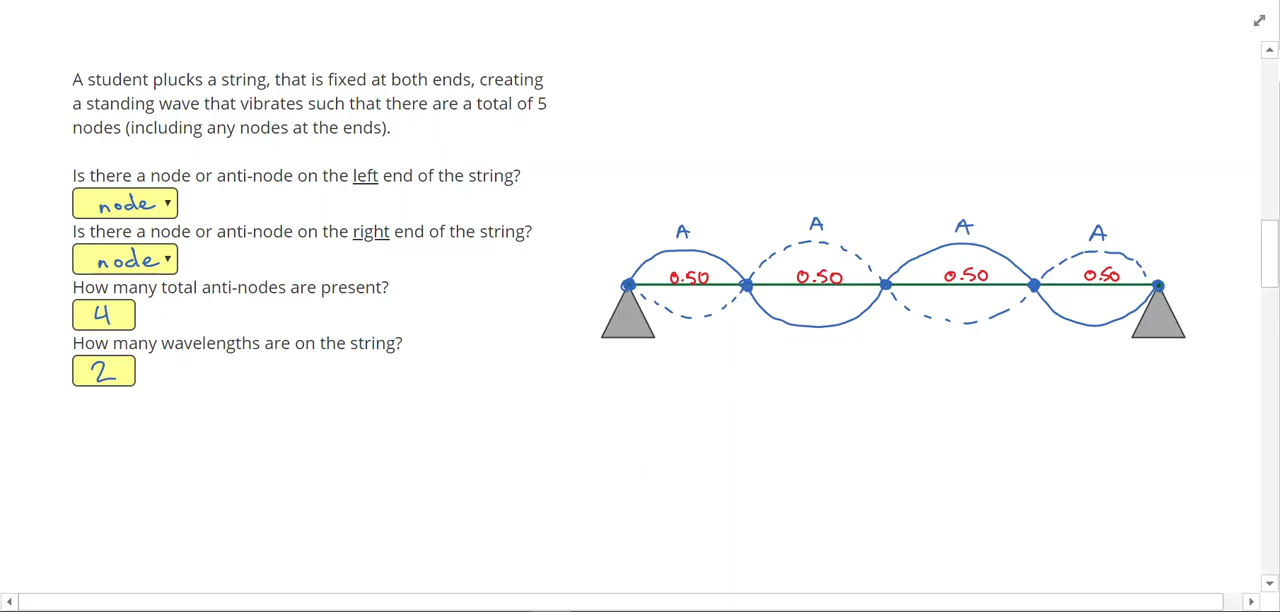 A student plucks a string, that is fixed at both ends, creating
a standing wave that vibrates such that there are a total of 5
nodes (including any nodes at the ends).
Is there a node or anti-node on the left end of the string?
node
Is there a node or anti-node on the right end of the string?
node
How many total anti-nodes are present?
4
How many wavelengths are on the string?
2
A A A A
0.50 0.50 0.50 0.50